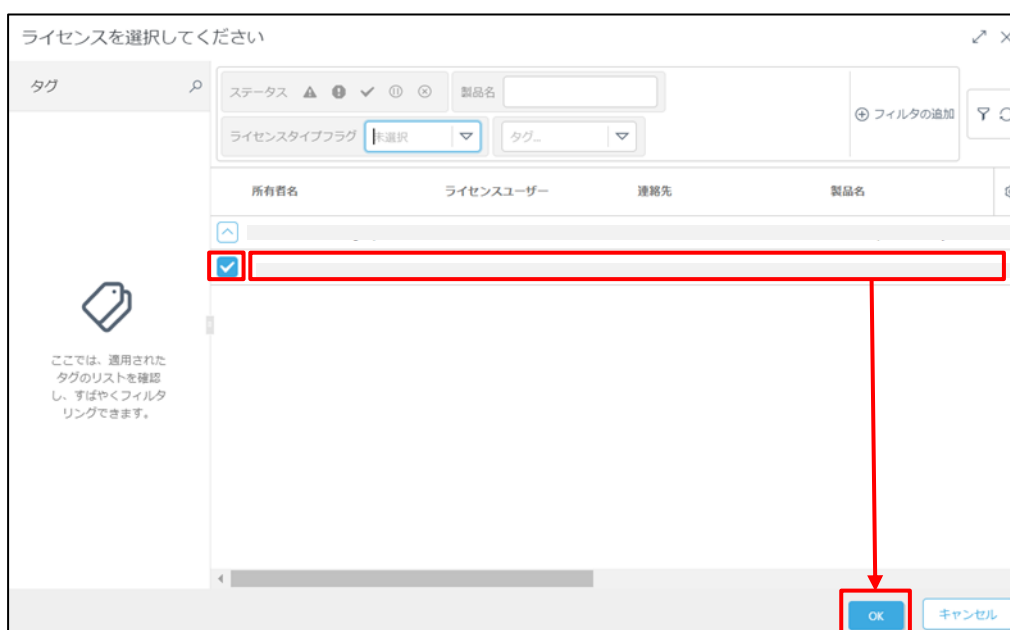 ライセンスを選択してください
タグ
ステータス
製品名
ライセンスタイプフラグ
未選択
タグ...
フィルタの追加
所有者名
ライセンスユーザー
連絡先
製品名
ここでは、適用された
タグのリストを確認
し、すばやくフィルタ
リングできます。
OK
キャンセル